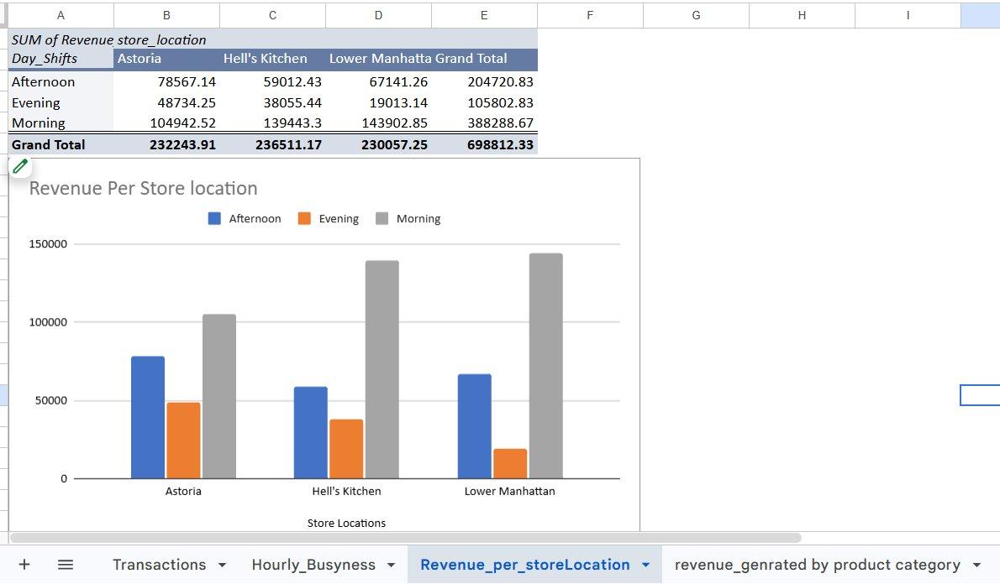 A B C D E F G H I
SUM of Revenue store_location
Day_Shifts Astoria Hell's Kitchen Lower Manhatta Grand Total
Afternoon 78567.14 59012.43 67141.26 204720.83
Evening 48734.25 38055.44 19013.14 105802.83
Morning 104942.52 139443.3 143902.85 388288.67
Grand Total 232243.91 236511.17 230057.25 698812.33
Revenue Per Store location
Afternoon Evening Morning
150000
100000
50000
0
Astoria Hell's Kitchen Lower Manhattan
Store Locations
Transactions Hourly_Busyness Revenue_per_storeLocation revenue_genrated by product category